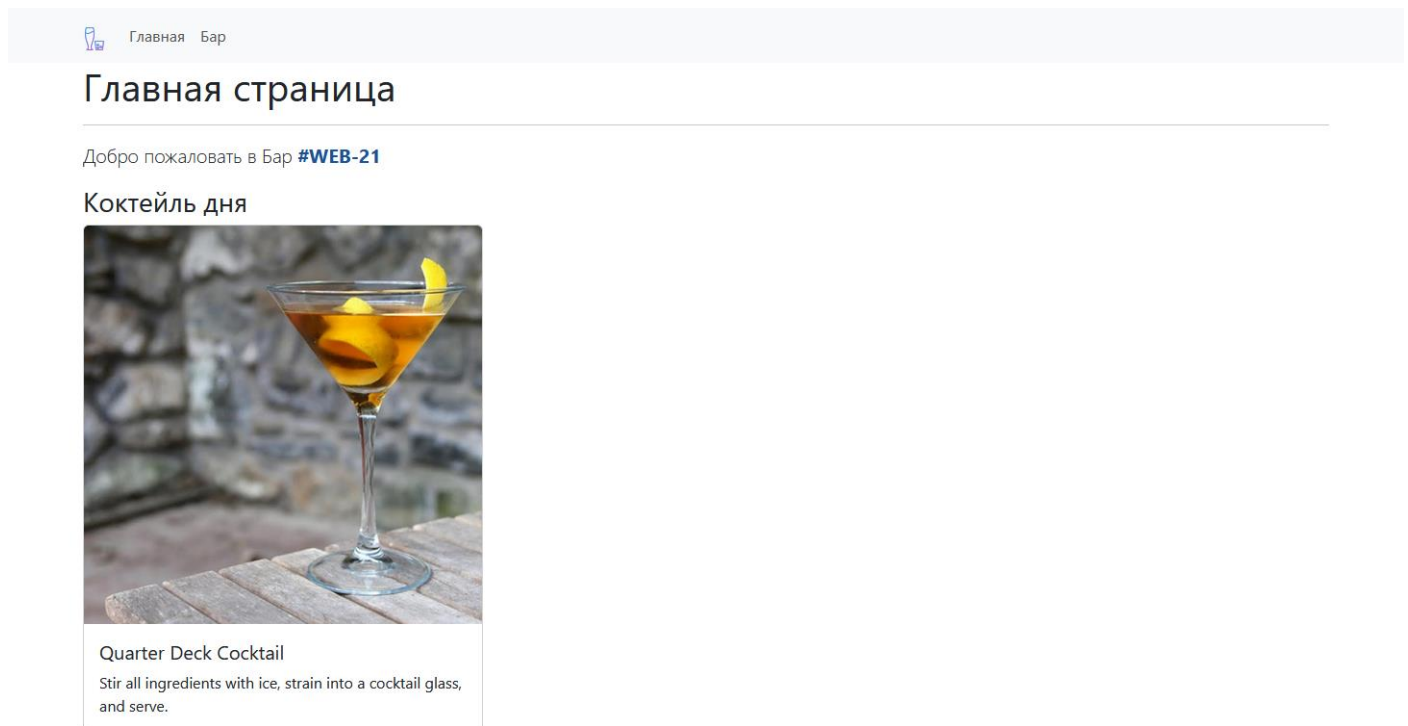 Главная Бар
Главная страница
Добро пожаловать в Бар #WEB-21
Коктейль дня
Quarter Deck Cocktail
Stir all ingredients with ice, strain into a cocktail glass,
and serve.